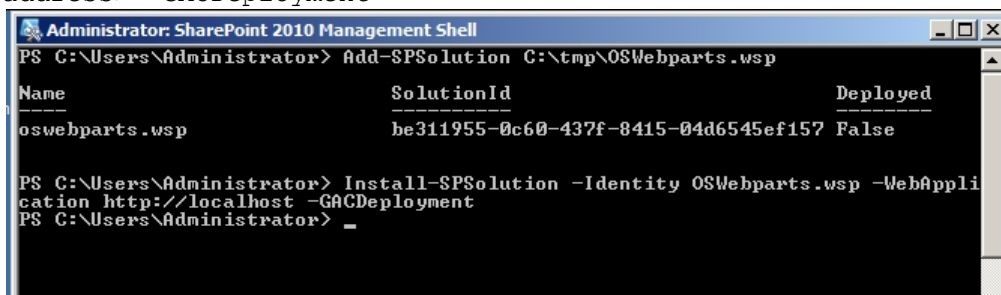 Administrator: SharePoint 2010 Management Shell
PS C:\Users\Administrator> Add-SPSolution C:\tmp\OSWebparts.wsp
Name SolutionId Deployed
---- ---------- --------
oswebparts.wsp be311955-0c60-437f-8415-04d6545ef157 False
PS C:\Users\Administrator> Install-SPSolution -Identity OSWebparts.wsp -WebAppli
cation http://localhost -GACDeployment
PS C:\Users\Administrator> _